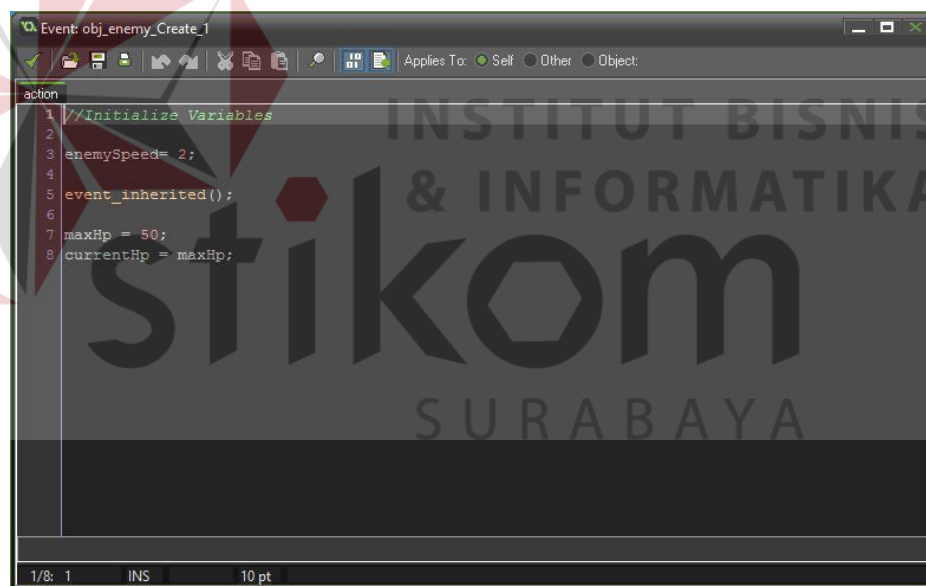 Event: obj_enemy_Create_1
Applies To: Self Other Object:
action
1 //Initialize Variables
2
3 enemySpeed= 2;
4
5 event_inherited();
6
7 maxHp = 50;
8 currentHp = maxHp;
INSTITUT BISNIS
& INFORMATIKA
stikom
SURABAYA
1/8: 1 INS 10 pt